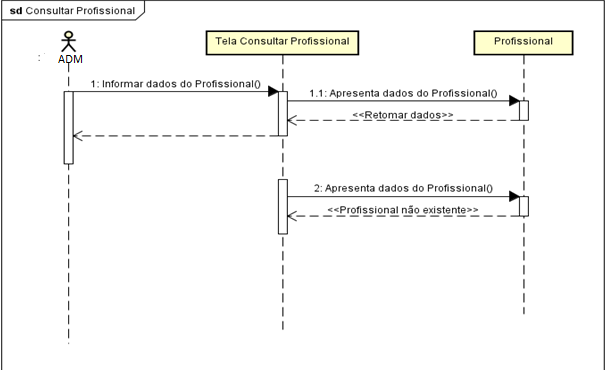 sd Consultar Profissional
: ADM
Tela Consultar Profissional
Profissional
1: Informar dados do Profissional()
1.1: Apresenta dados do Profissional()
<<Retornar dados>>
2: Apresenta dados do Profissional()
<<Profissional não existente>>